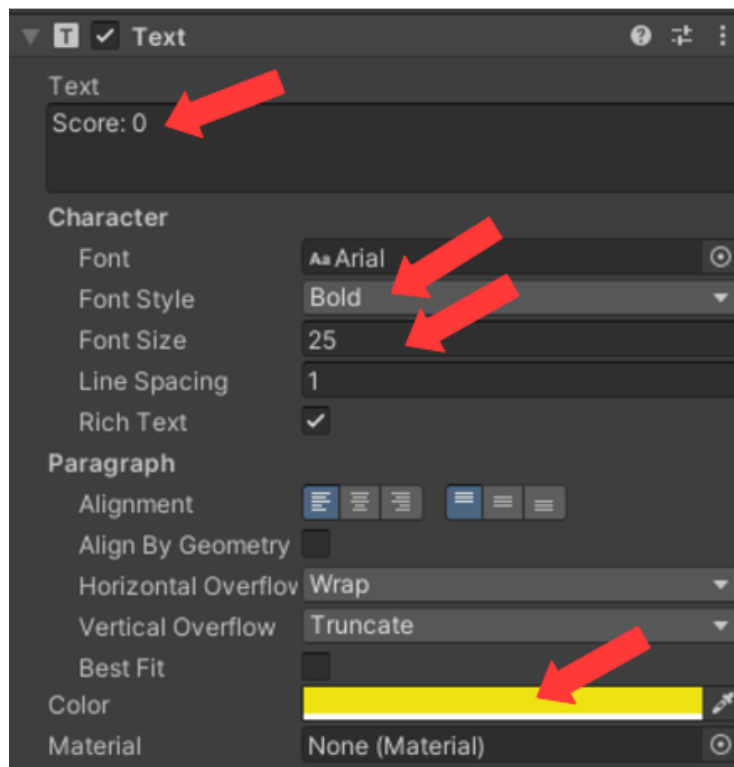 T Text
Text
Score: 0
Character
Font Aa Arial
Font Style Bold
Font Size 25
Line Spacing 1
Rich Text
Paragraph
Alignment
Align By Geometry
Horizontal Overflov Wrap
Vertical Overflow Truncate
Best Fit
Color
Material None (Material)